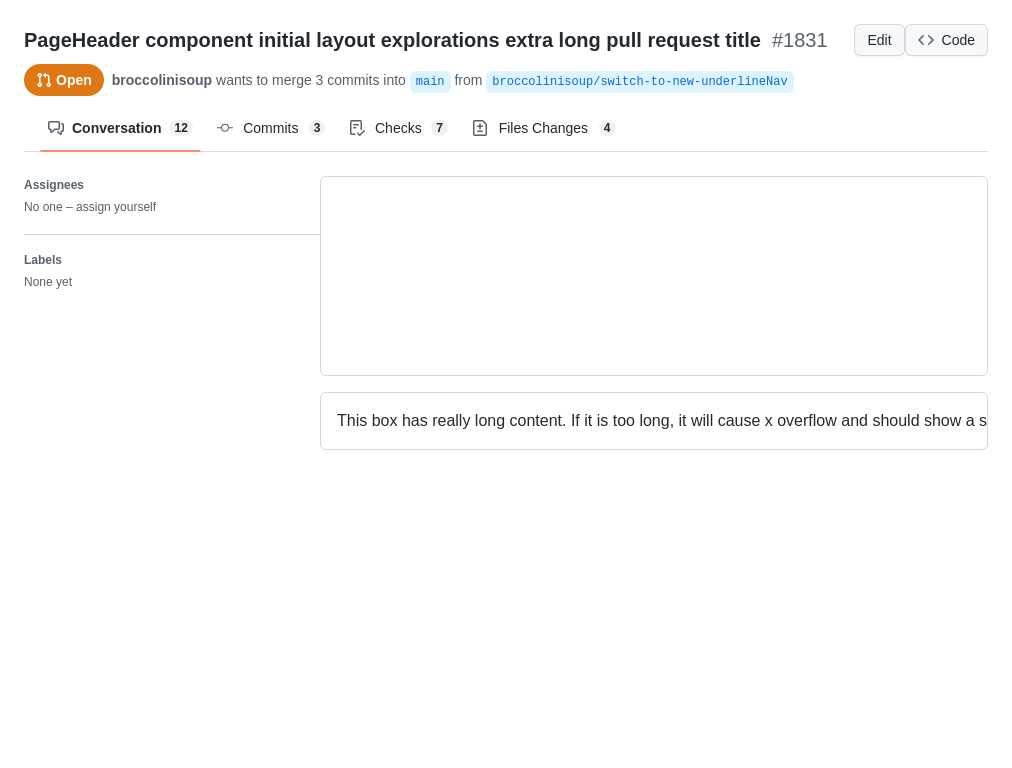 PageHeader component initial layout explorations extra long pull request title #1831
Edit
Code
Open
broccolinisoup wants to merge 3 commits into main from broccolinisoup/switch-to-new-underlineNav
Conversation 12
Commits 3
Checks 7
Files Changes 4
Assignees
No one – assign yourself
Labels
None yet
This box has really long content. If it is too long, it will cause x overflow and should show a s